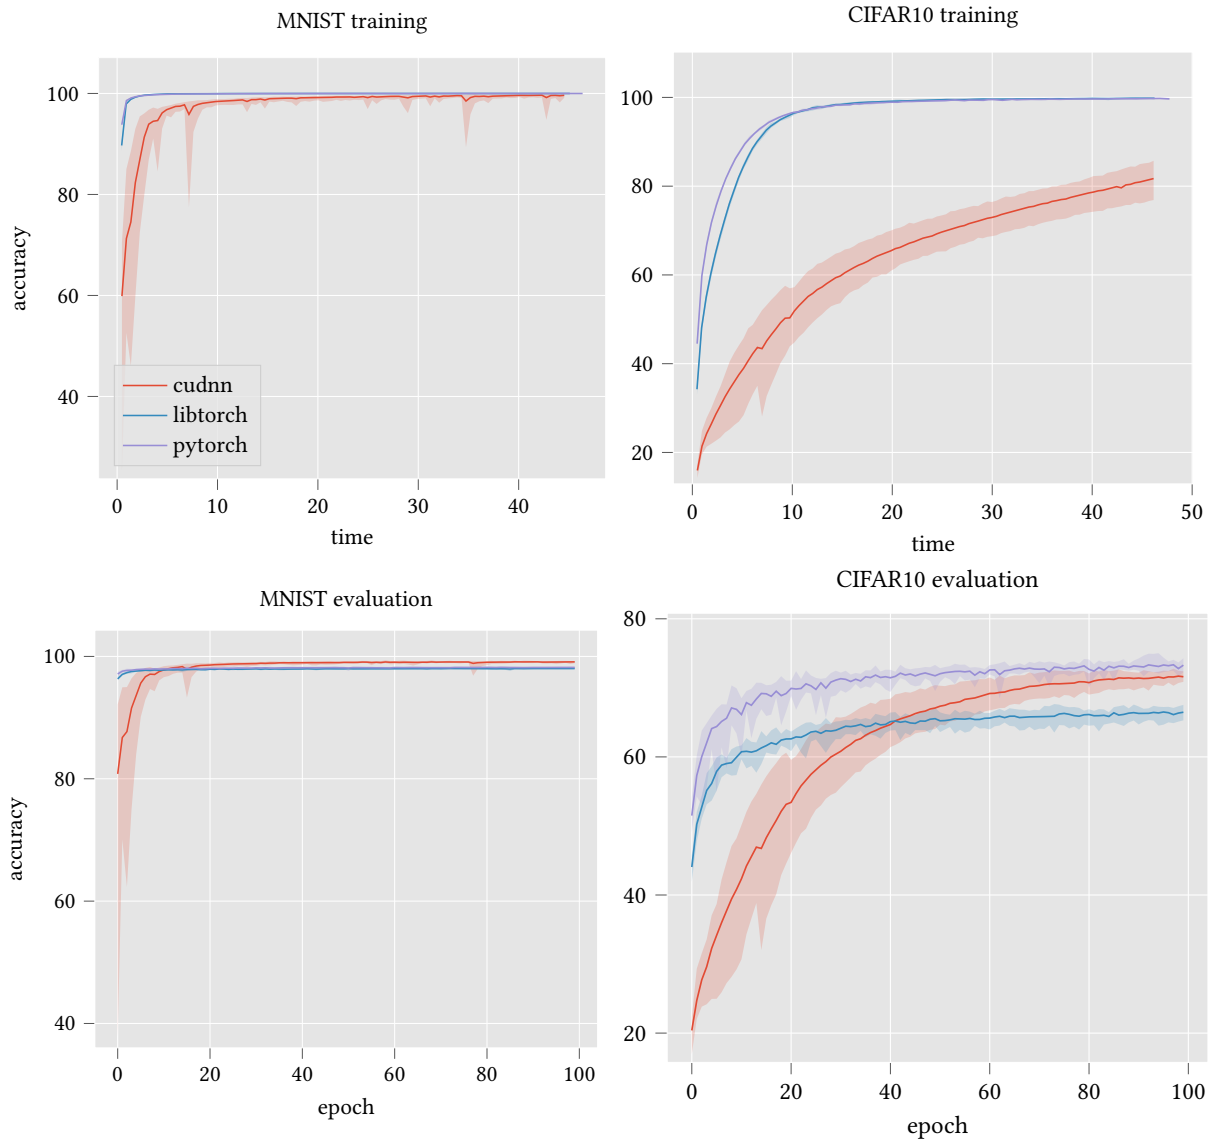 MNIST training
100
80
60
40
accuracy
cudnn
libtorch
pytorch
0 10 20 30 40
time
CIFAR10 training
100
80
60
40
20
0 10 20 30 40 50
time
MNIST evaluation
100
80
60
40
accuracy
0 20 40 60 80 100
epoch
CIFAR10 evaluation
80
60
40
20
0 20 40 60 80 100
epoch